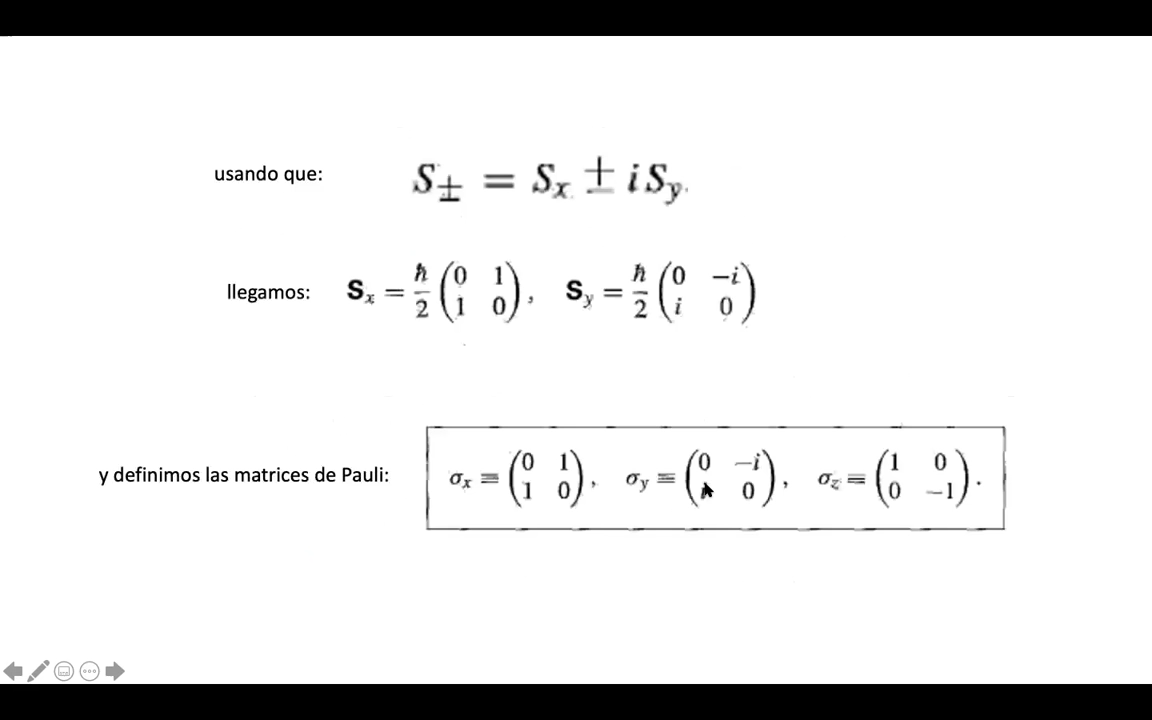 usando que: S± = Sx ± iSy.
llegamos: Sx = ħ/2 (0 1; 1 0), Sy = ħ/2 (0 −i; i 0)
y definimos las matrices de Pauli: σx ≡ (0 1; 1 0), σy ≡ (0 −i; 0), σz ≡ (1 0; 0 −1).